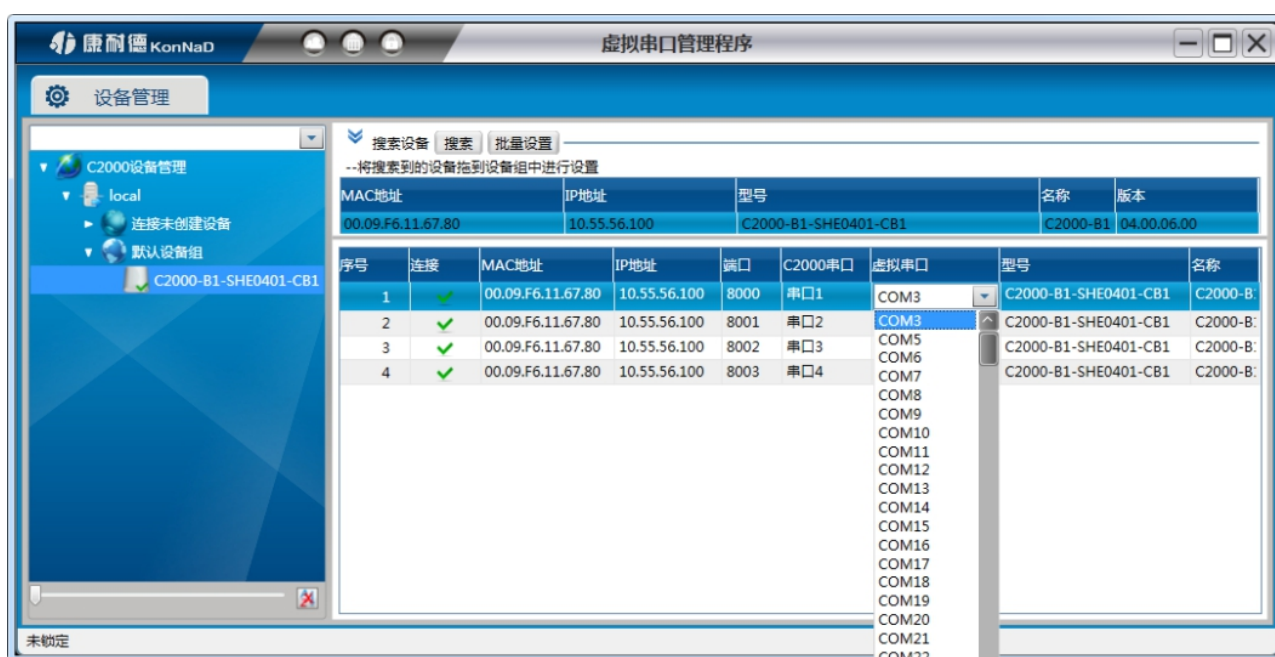 康耐德 KonNaD
虚拟串口管理程序
设备管理
C2000设备管理
local
连接未创建设备
默认设备组
C2000-B1-SHE0401-CB1
搜索设备 搜索 批量设置
--将搜索到的设备拖到设备组中进行设置
MAC地址 IP地址 型号 名称 版本
00.09.F6.11.67.80 10.55.56.100 C2000-B1-SHE0401-CB1 C2000-B1 04.00.06.00
序号 连接 MAC地址 IP地址 端口 C2000串口 虚拟串口 型号 名称
1 00.09.F6.11.67.80 10.55.56.100 8000 串口1 COM3 C2000-B1-SHE0401-CB1 C2000-B
2 00.09.F6.11.67.80 10.55.56.100 8001 串口2 COM3 C2000-B1-SHE0401-CB1 C2000-B
3 00.09.F6.11.67.80 10.55.56.100 8002 串口3 C2000-B1-SHE0401-CB1 C2000-B
4 00.09.F6.11.67.80 10.55.56.100 8003 串口4 C2000-B1-SHE0401-CB1 C2000-B
COM5
COM6
COM7
COM8
COM9
COM10
COM11
COM12
COM13
COM14
COM15
COM16
COM17
COM18
COM19
COM20
COM21
未锁定